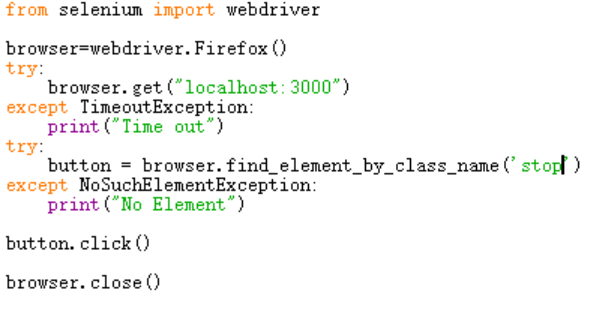 from selenium import webdriver
browser=webdriver.Firefox()
try:
    browser.get("localhost:3000")
except TimeoutException:
    print("Time out")
try:
    button = browser.find_element_by_class_name('stop')
except NoSuchElementException:
    print("No Element")
button.click()
browser.close()